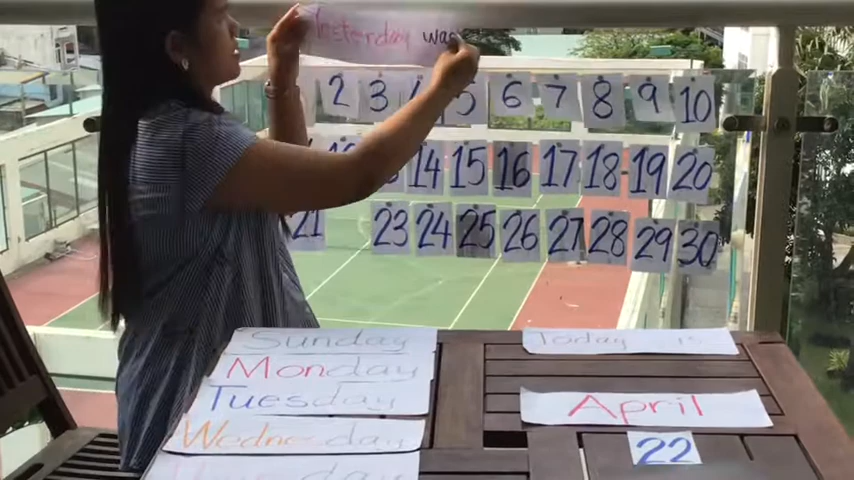 Yesterday was
2 3 6 7 8 9 10
14 15 16 17 18 19 20
21 23 24 25 26 27 28 29 30
Sunday
Monday
Tuesday
Wednesday
Today is
April
22